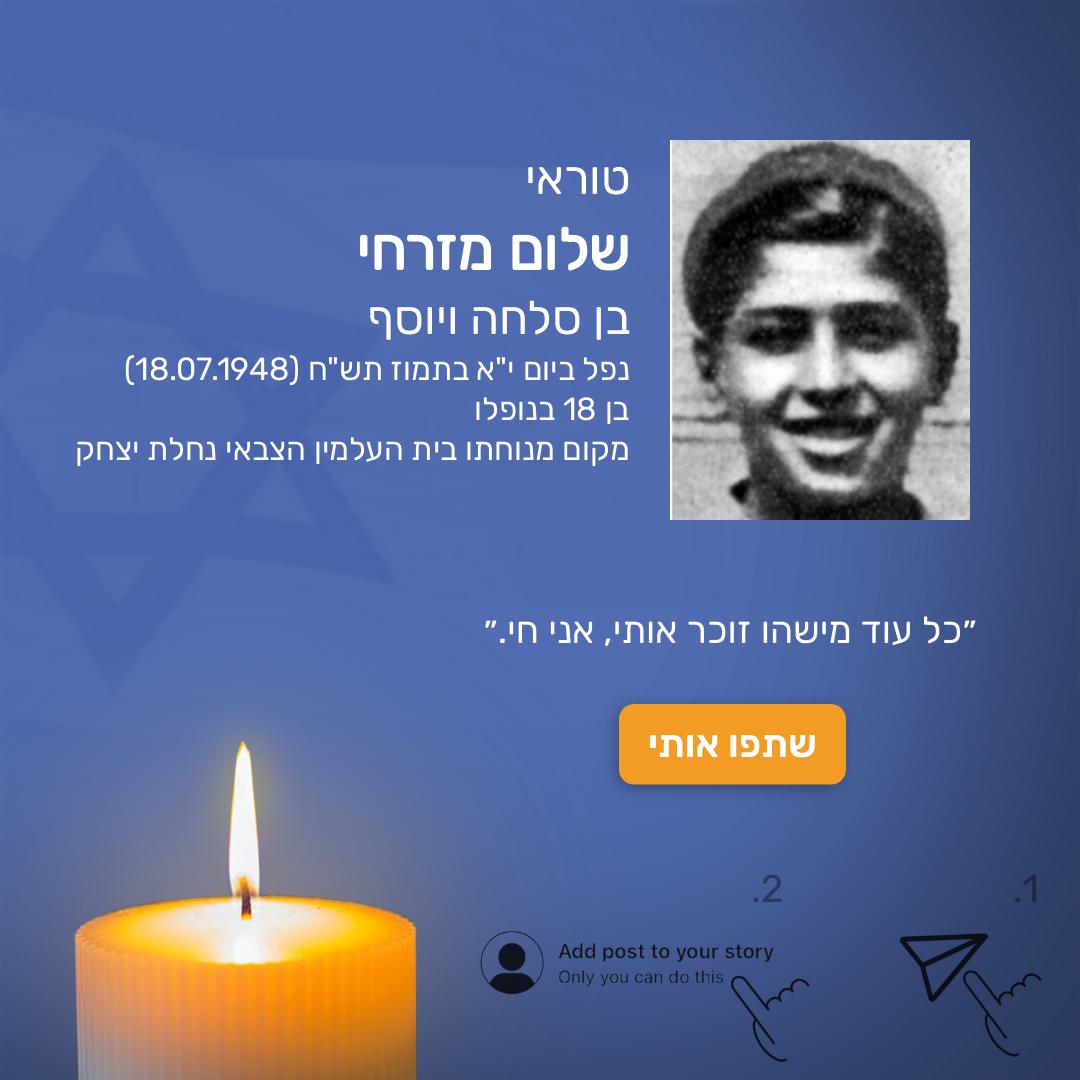 טוראי
שלום מזרחי
בן סלחה ויוסף
נפל ביום י"א בתמוז תש"ח (18.07.1948)
בן 18 בנופלו
מקום מנוחתו בית העלמין הצבאי נחלת יצחק
״כל עוד מישהו זוכר אותי, אני חי.״
שתפו אותי
1.
2.
Add post to your story
Only you can do this